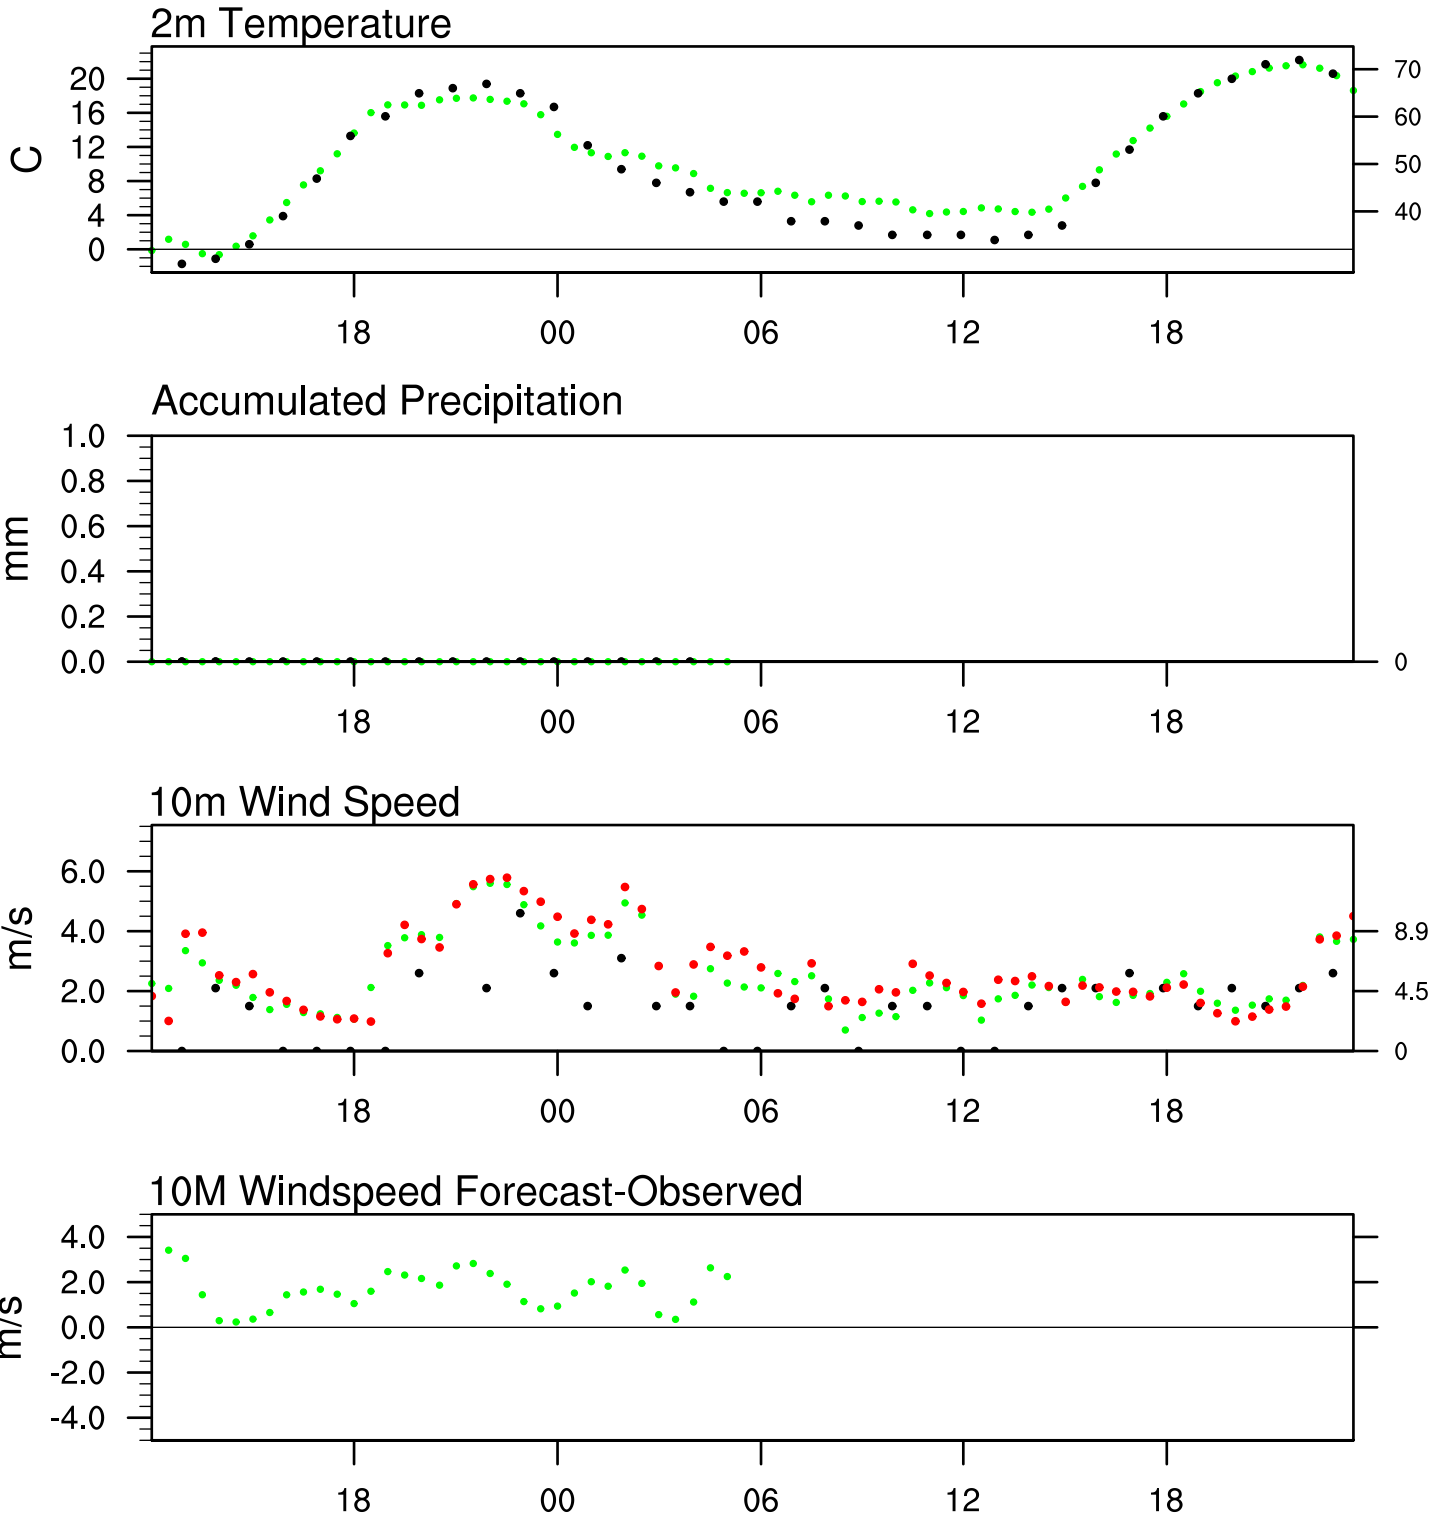 2m Temperature
20
16
12
8
4
0
C
70
60
50
40
18 00 06 12 18
Accumulated Precipitation
1.0
0.8
0.6
0.4
0.2
0.0
mm
0
18 00 06 12 18
10m Wind Speed
6.0
4.0
2.0
0.0
m/s
8.9
4.5
0
18 00 06 12 18
10M Windspeed Forecast-Observed
4.0
2.0
0.0
-2.0
-4.0
m/s
18 00 06 12 18